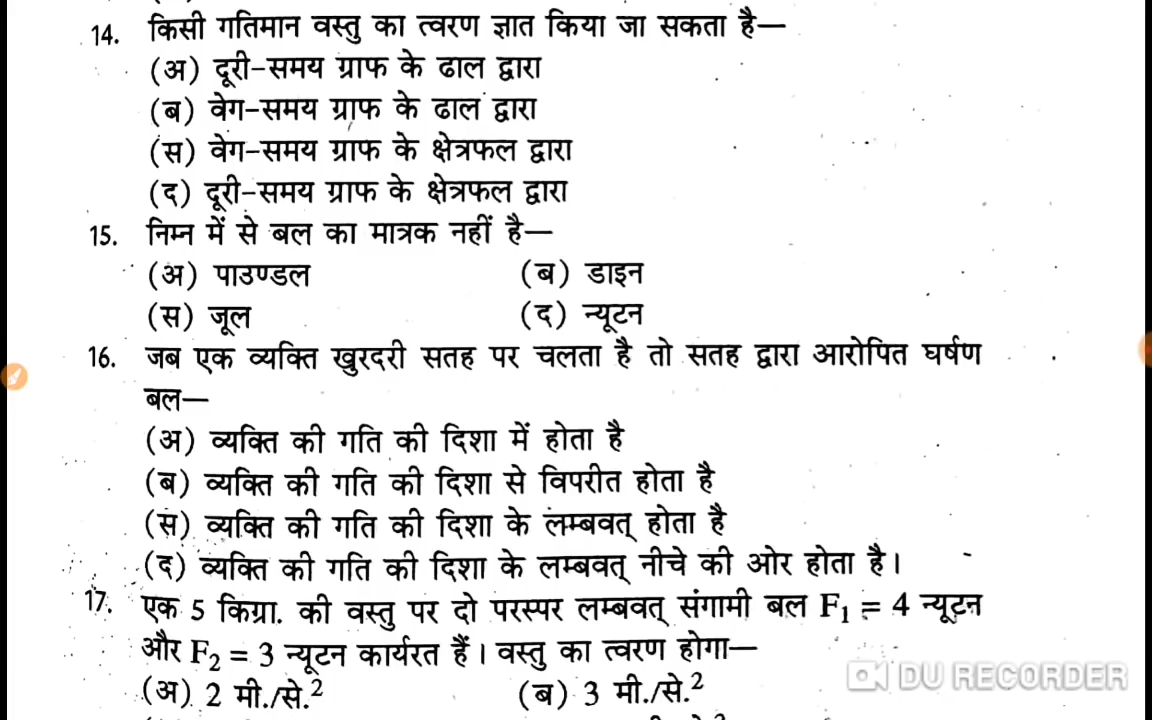 14. किसी गतिमान वस्तु का त्वरण ज्ञात किया जा सकता है—
(अ) दूरी-समय ग्राफ के ढाल द्वारा
(ब) वेग-समय ग्राफ के ढाल द्वारा
(स) वेग-समय ग्राफ के क्षेत्रफल द्वारा
(द) दूरी-समय ग्राफ के क्षेत्रफल द्वारा
15. निम्न में से बल का मात्रक नहीं है—
(अ) पाउण्डल (ब) डाइन
(स) जूल (द) न्यूटन
16. जब एक व्यक्ति खुरदरी सतह पर चलता है तो सतह द्वारा आरोपित घर्षण
बल—
(अ) व्यक्ति की गति की दिशा में होता है
(ब) व्यक्ति की गति की दिशा से विपरीत होता है
(स) व्यक्ति की गति की दिशा के लम्बवत् होता है
(द) व्यक्ति की गति की दिशा के लम्बवत् नीचे की ओर होता है।
17. एक 5 किग्रा. की वस्तु पर दो परस्पर लम्बवत् संगामी बल F₁ = 4 न्यूटन
और F₂ = 3 न्यूटन कार्यरत हैं। वस्तु का त्वरण होगा—
(अ) 2 मी./से.² (ब) 3 मी./से.²
DU RECORDER